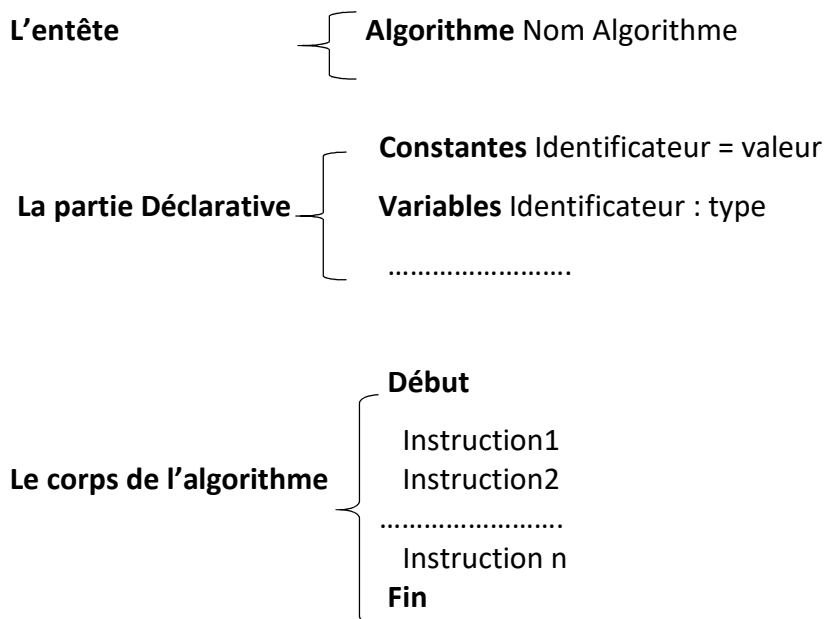 L'entête
Algorithme Nom Algorithme
Constantes Identificateur = valeur
La partie Déclarative
Variables Identificateur : type
…………………….
Début
Instruction1
Le corps de l'algorithme
Instruction2
…………………….
Instruction n
Fin